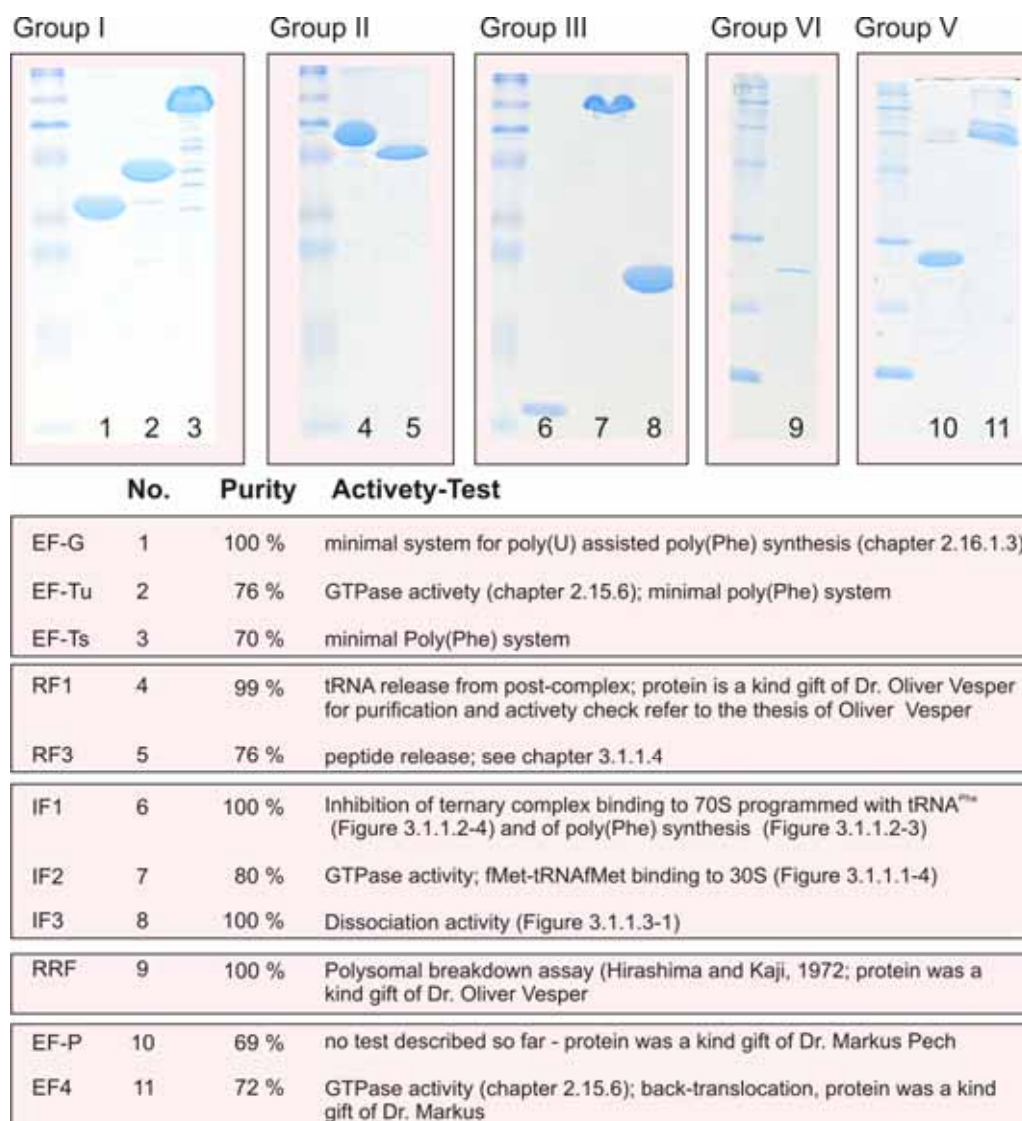 Group I Group II Group III Group VI Group V
1 2 3 4 5 6 7 8 9 10 11
No. Purity Activety-Test
EF-G 1 100 % minimal system for poly(U) assisted poly(Phe) synthesis (chapter 2.16.1.3)
EF-Tu 2 76 % GTPase activety (chapter 2.15.6); minimal poly(Phe) system
EF-Ts 3 70 % minimal Poly(Phe) system
RF1 4 99 % tRNA release from post-complex; protein is a kind gift of Dr. Oliver Vesper
for purification and activety check refer to the thesis of Oliver Vesper
RF3 5 76 % peptide release; see chapter 3.1.1.4
IF1 6 100 % Inhibition of ternary complex binding to 70S programmed with tRNAPhe
(Figure 3.1.1.2-4) and of poly(Phe) synthesis (Figure 3.1.1.2-3)
IF2 7 80 % GTPase activity; fMet-tRNAfMet binding to 30S (Figure 3.1.1.1-4)
IF3 8 100 % Dissociation activity (Figure 3.1.1.3-1)
RRF 9 100 % Polysomal breakdown assay (Hirashima and Kaji, 1972; protein was a
kind gift of Dr. Oliver Vesper
EF-P 10 69 % no test described so far - protein was a kind gift of Dr. Markus Pech
EF4 11 72 % GTPase activity (chapter 2.15.6); back-translocation, protein was a kind
gift of Dr. Markus